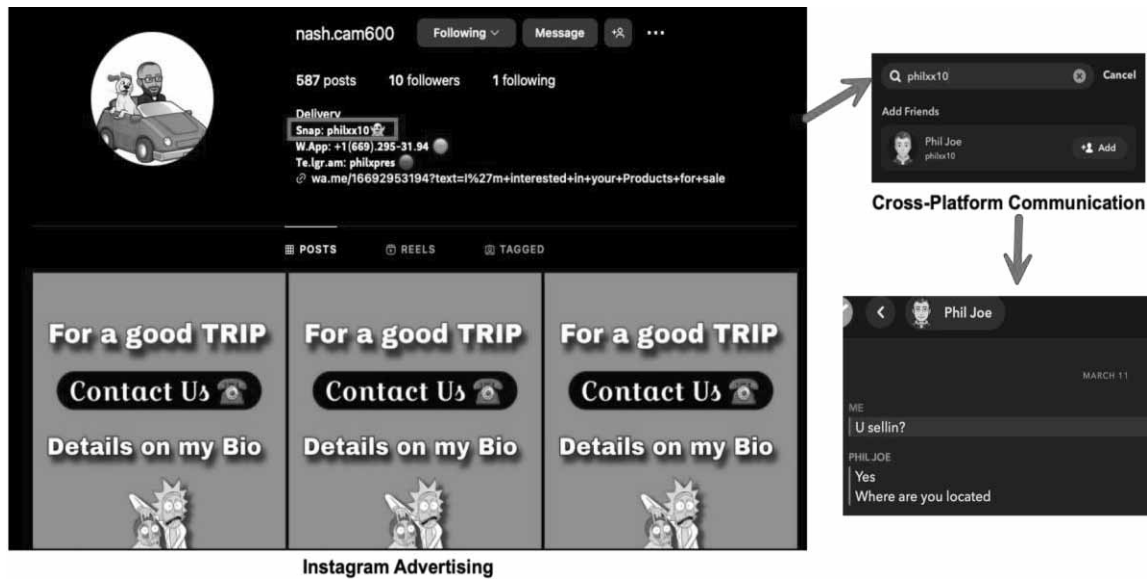 nash.cam600 Following Message
587 posts 10 followers 1 following
Delivery
Snap: philxx10
W.App: +1(669).295-31.94
Te.lgr.am: philxpres
wa.me/16692953194?text=I%27m+interested+in+your+Products+for+sale
POSTS REELS TAGGED
For a good TRIP
Contact Us
Details on my Bio
For a good TRIP
Contact Us
Details on my Bio
For a good TRIP
Contact Us
Details on my Bio
Instagram Advertising
philxx10 Cancel
Add Friends
Phil Joe
philxx10
Add
Cross-Platform Communication
Phil Joe
MARCH 11
ME
U sellin?
PHIL JOE
Yes
Where are you located